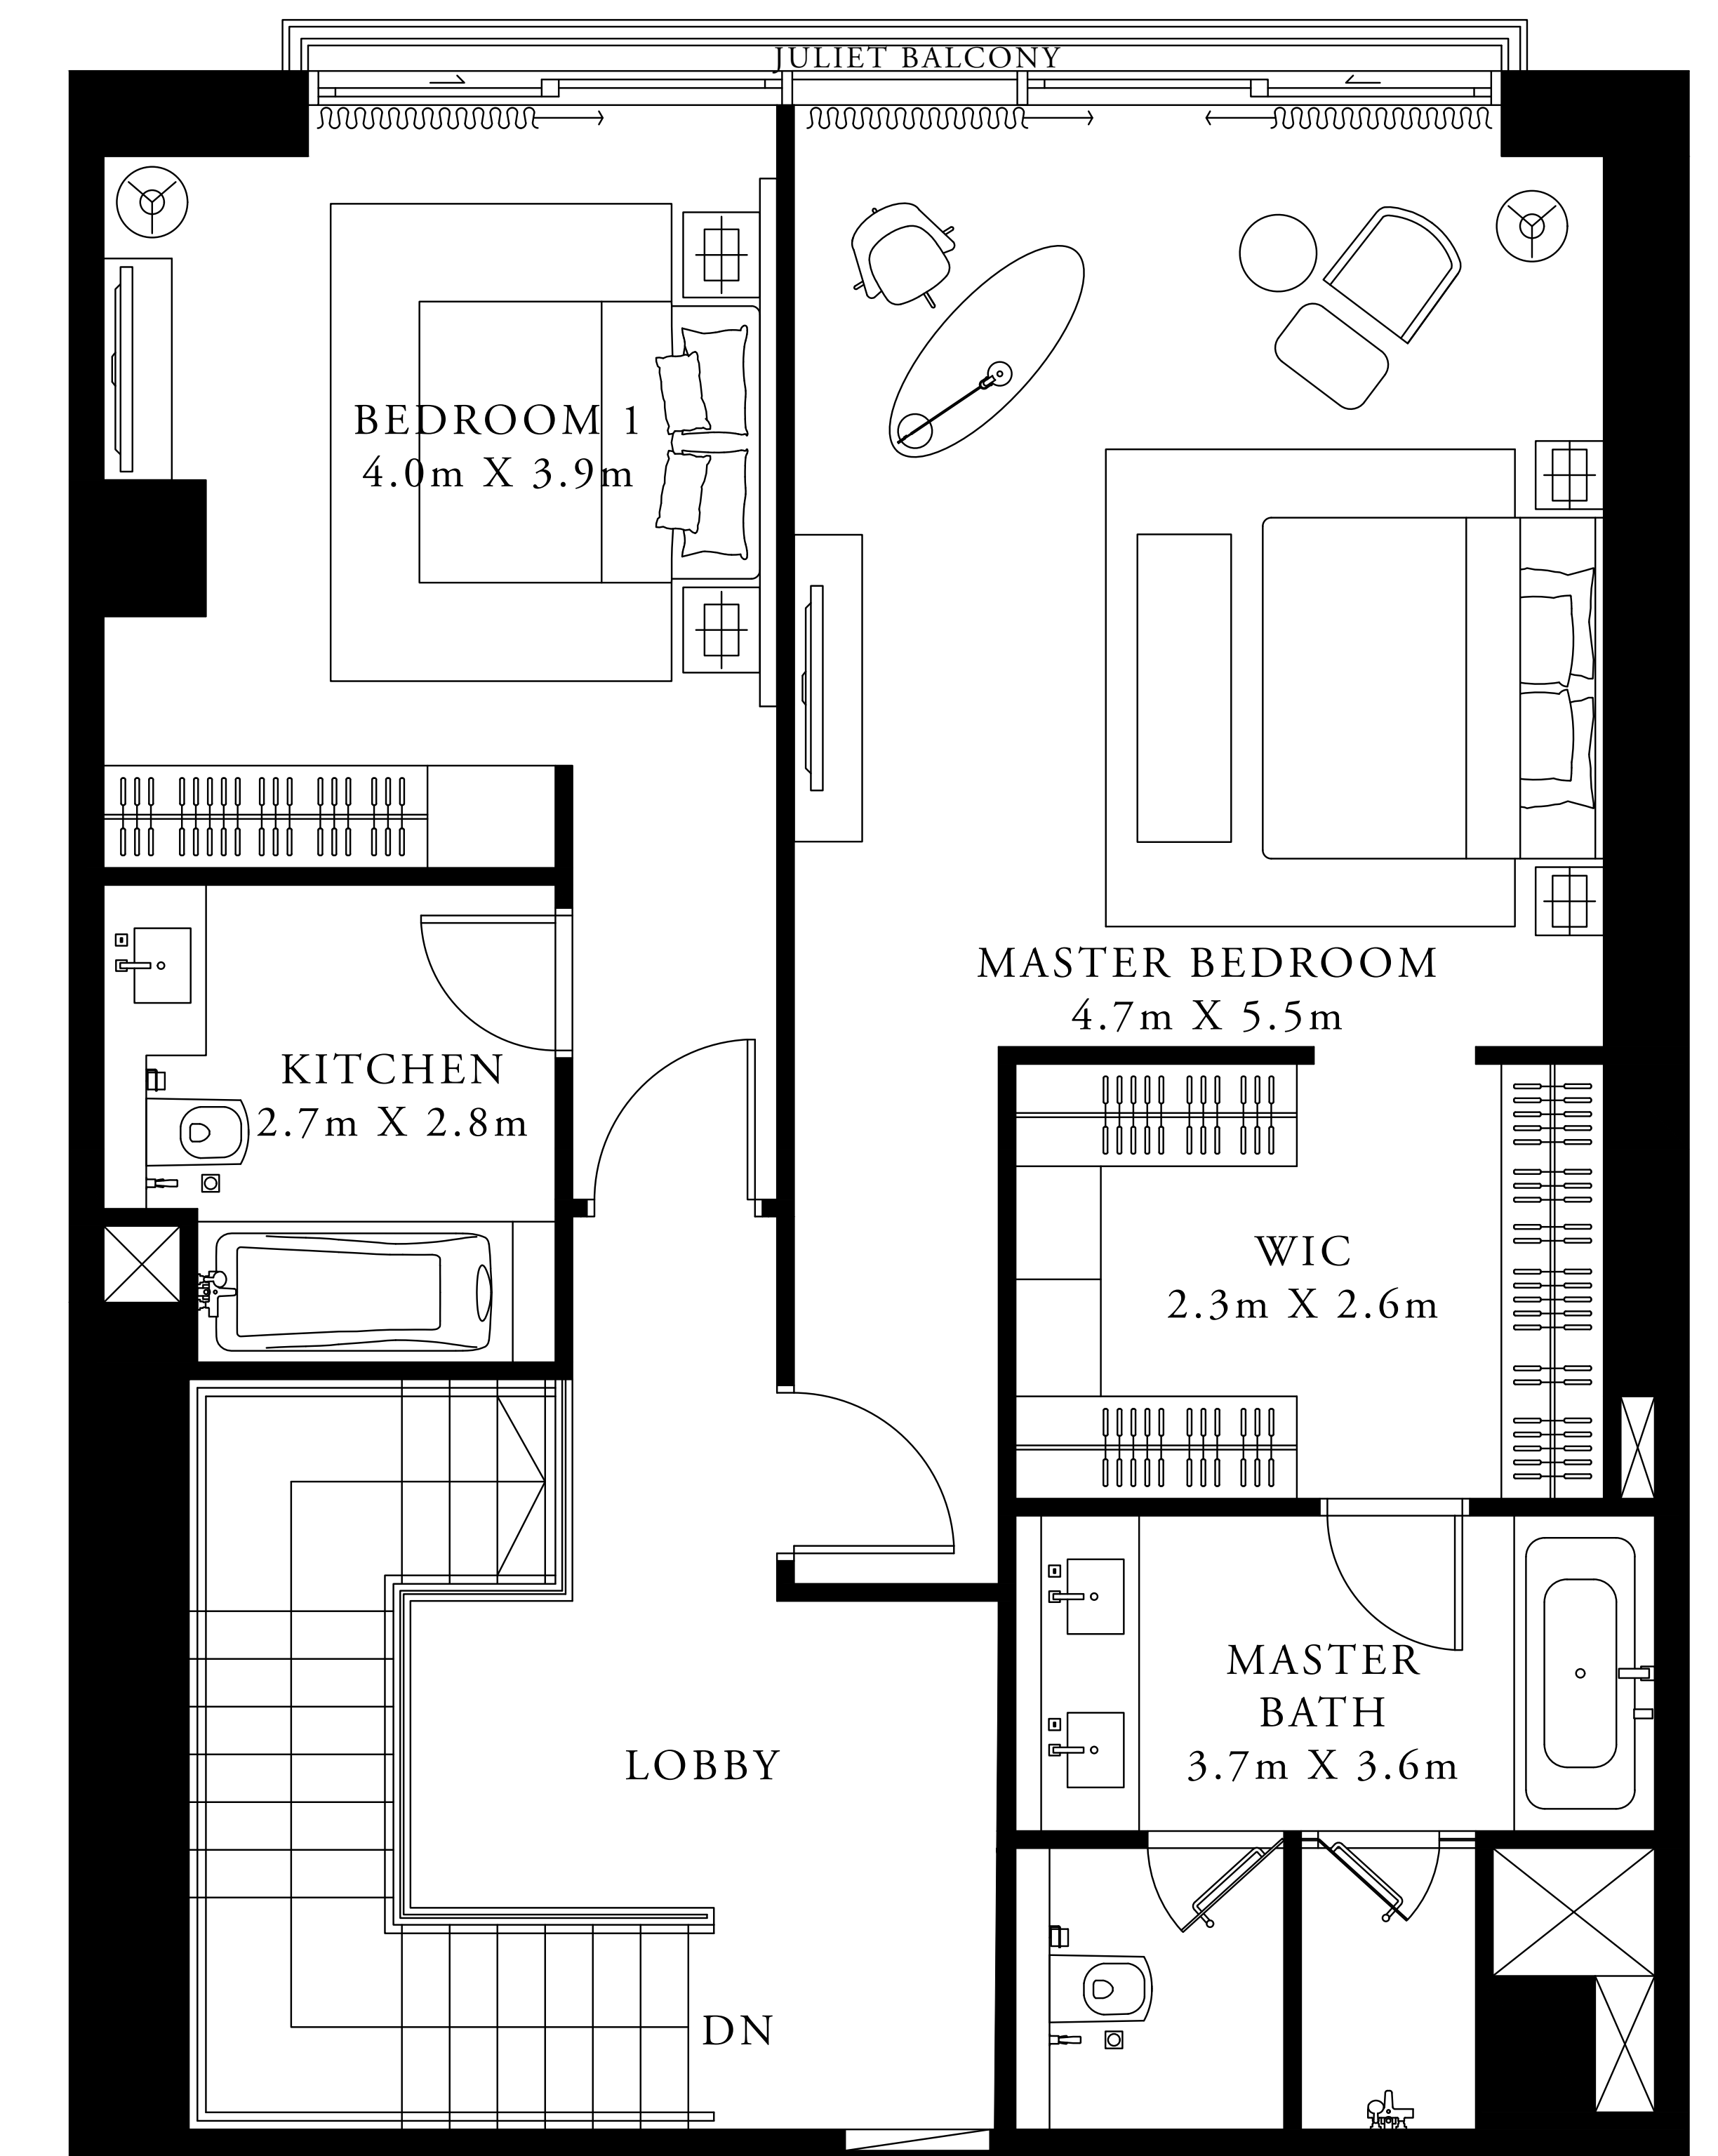 JULIET BALCONY
BEDROOM 1
4.0m X 3.9m
MASTER BEDROOM
4.7m X 5.5m
KITCHEN
2.7m X 2.8m
WIC
2.3m X 2.6m
MASTER
BATH
3.7m X 3.6m
LOBBY
DN